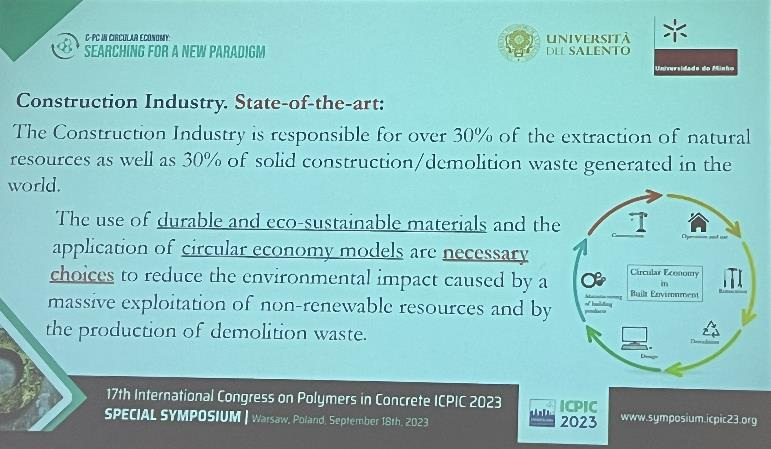 C-PC IN CIRCULAR ECONOMY:
SEARCHING FOR A NEW PARADIGM
UNIVERSITÀ
DEL SALENTO
Universidade do Minho
Construction Industry. State-of-the-art:
The Construction Industry is responsible for over 30% of the extraction of natural
resources as well as 30% of solid construction/demolition waste generated in the
world.
The use of durable and eco-sustainable materials and the
application of circular economy models are necessary
choices to reduce the environmental impact caused by a
massive exploitation of non-renewable resources and by
the production of demolition waste.
Construction
Operation and use
Circular Economy
in
Built Environment
Manufacturing
of building
products
Demolition
Design
17th International Congress on Polymers in Concrete ICPIC 2023
SPECIAL SYMPOSIUM | Warsaw, Poland, September 18th, 2023
ICPIC
2023
www.symposium.icpic23.org